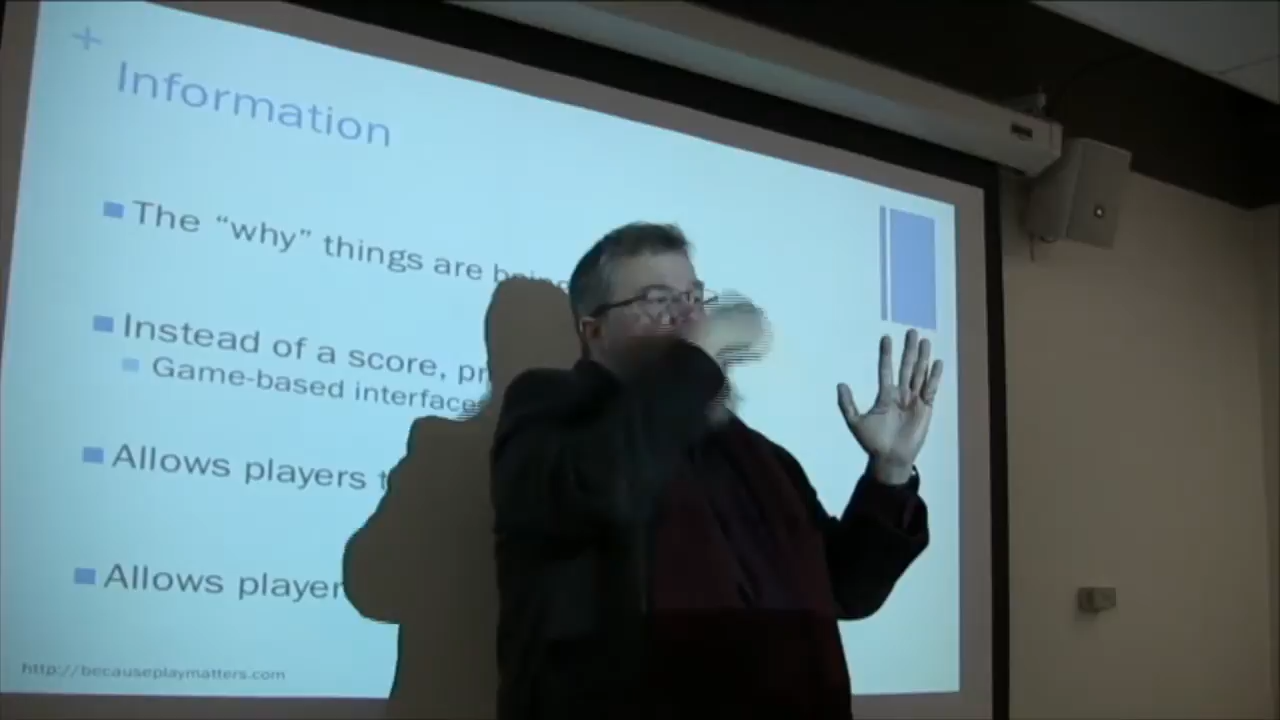 Information
The “why” things are being
Instead of a score,
Game-based interface
Allows players
Allows player
http://becauseplaymatters.com